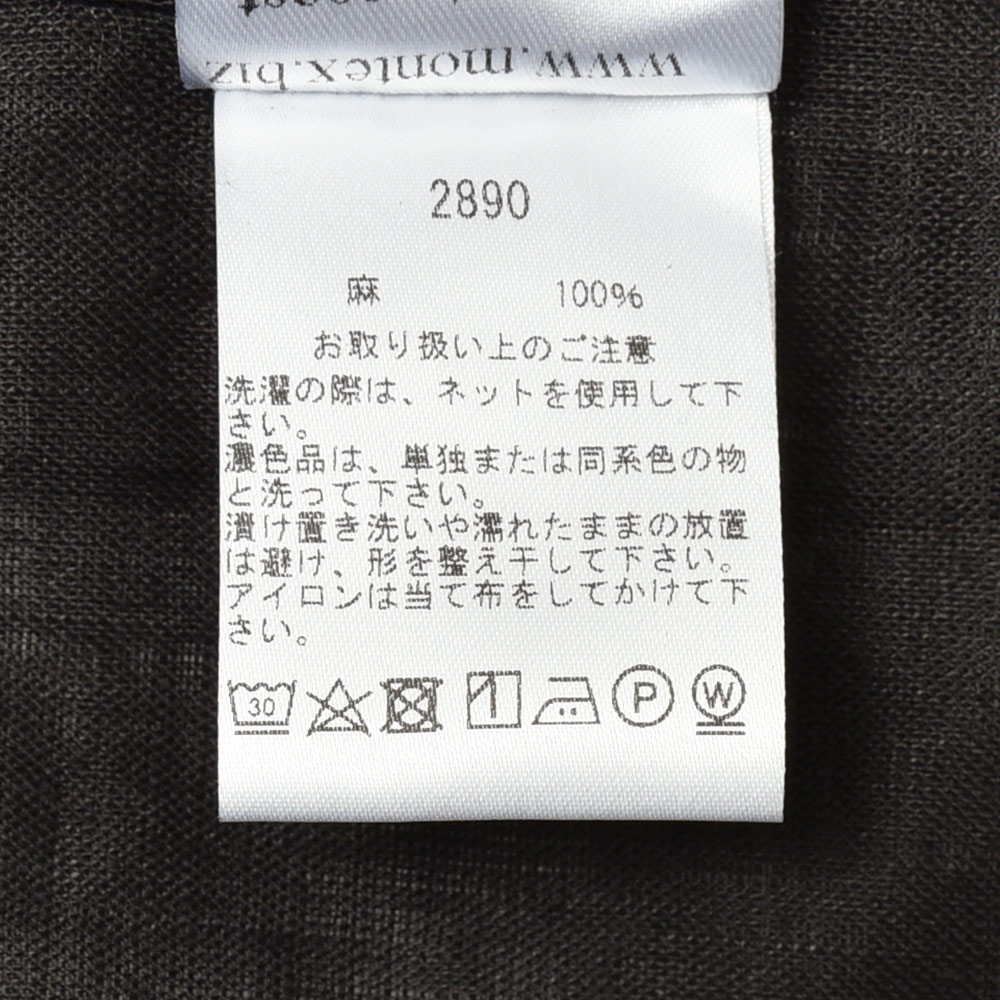 www.montex.biz
2890
麻 100%
お取り扱い上のご注意
洗濯の際は、ネットを使用して下
さい。
濃色品は、単独または同系色の物
と洗って下さい。
漬け置き洗いや濡れたままの放置
は避け、形を整え干して下さい。
アイロンは当て布をしてかけて下
さい。
30 P W